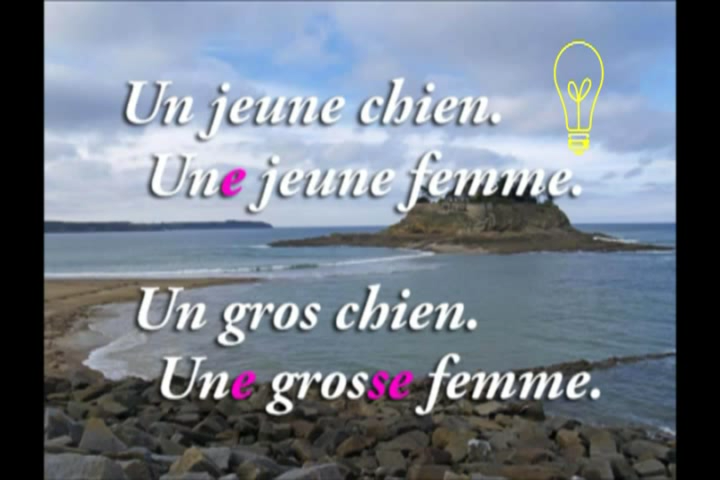 Un jeune chien.
Une jeune femme.
Un gros chien.
Une grosse femme.